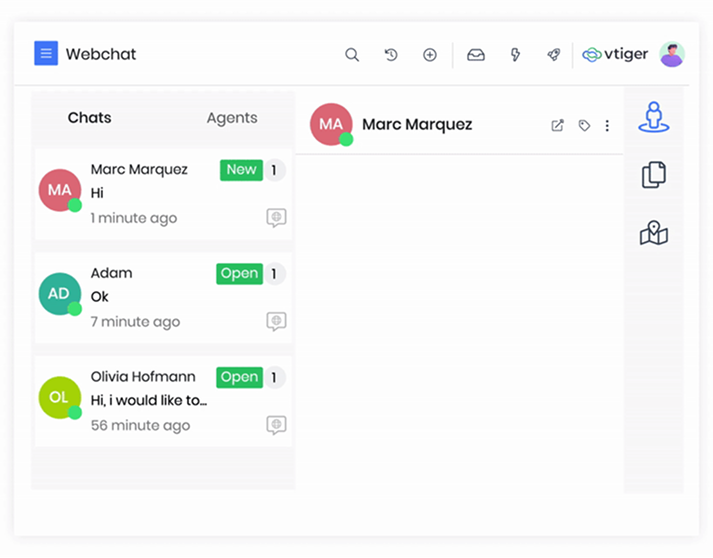 Webchat
vtiger
Chats Agents
MA Marc Marquez
MA Marc Marquez New 1
Hi
1 minute ago
AD Adam Open 1
Ok
7 minute ago
OL Olivia Hofmann Open 1
Hi, i would like to...
56 minute ago